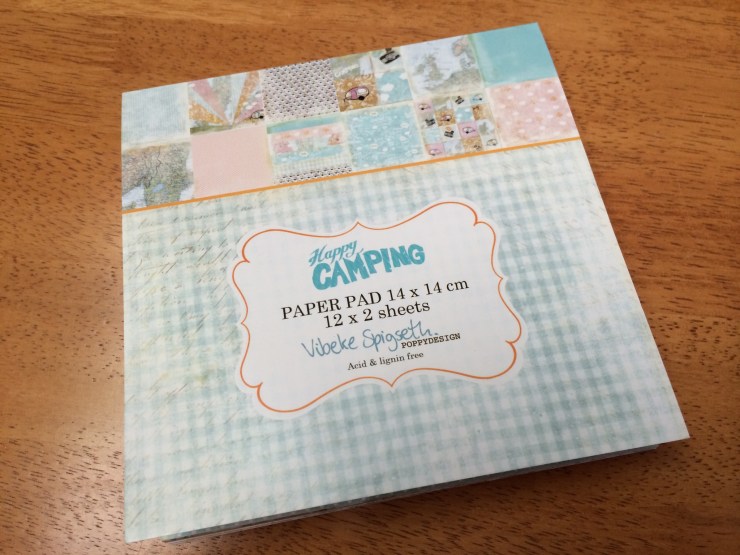 Happy
CAMPING
PAPER PAD 14 x 14 cm
12 x 2 sheets
Vibeke Spigseth.
POPPYDESIGN
Acid & lignin free